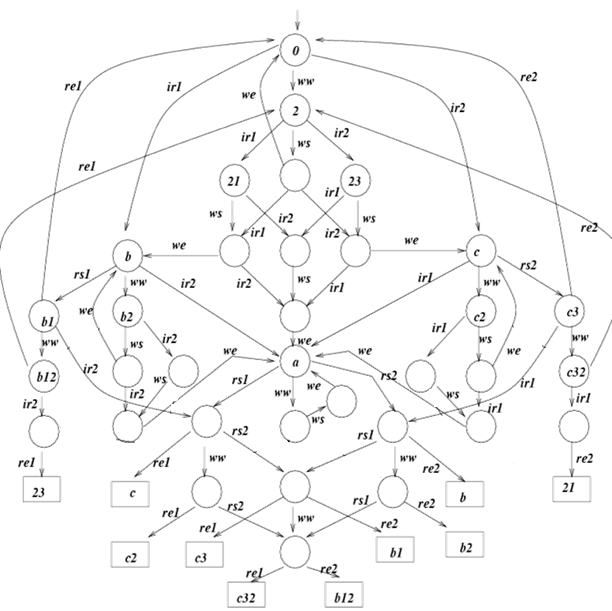 0
re1 ir1 we ww ir2 re2
2
ir1 ws ir2
re1
21 ir1 23
ws ir2 ws
ir1 ir2 re2
b we we c
rs1 ww ir2 ir2 ws ir1 ir1 ww rs2
we
b1 b2 c2 c3
ww ir2 ir1 ww
ws we we we ws we
b12 ir2 ws a rs2 c32
ir2 ir2 rs1 ww we ws ir1 ir1 ir1
ws
rs2 rs1
re1 re1 ww ww re2 re2
23 c b 21
re1 rs2 rs1 re2
re1 ww re2
c2 c3 b1 b2
re1 re2
c32 b12